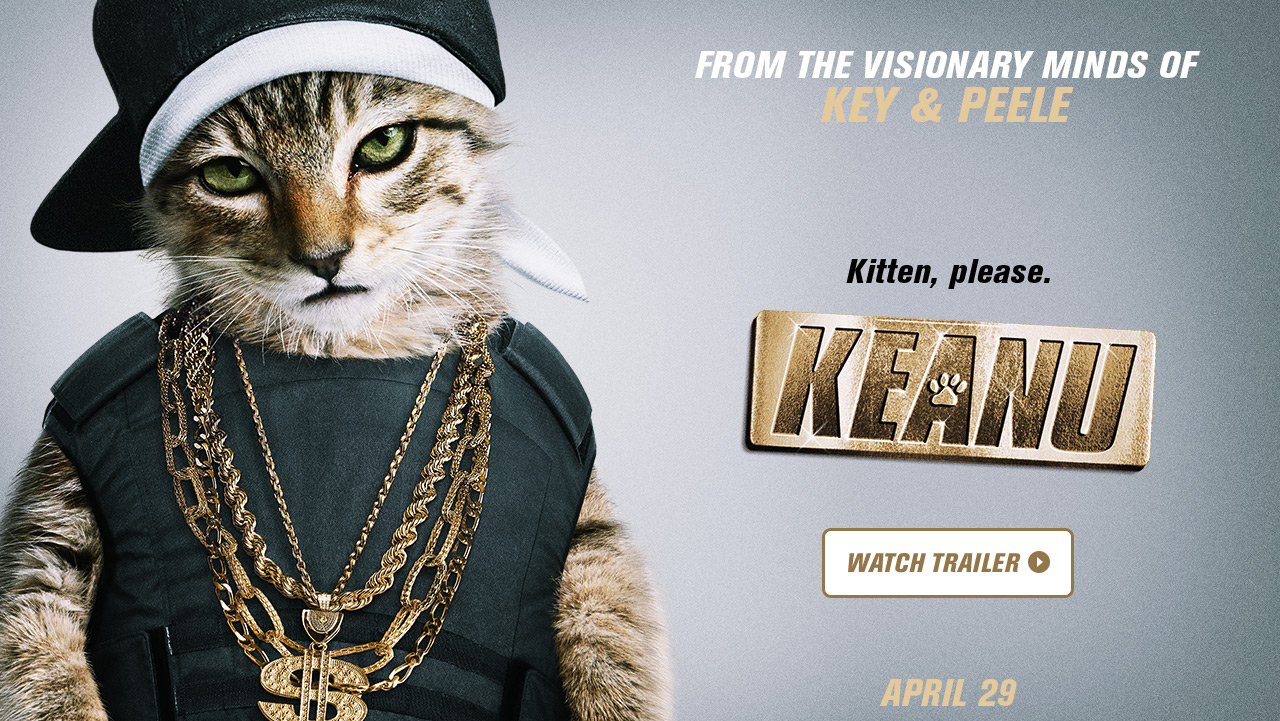 FROM THE VISIONARY MINDS OF
KEY & PEELE
Kitten, please.
KEANU
WATCH TRAILER
APRIL 29